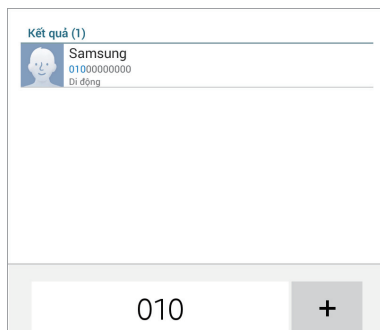 Kết quả (1)
Samsung
01000000000
Di động
010
+